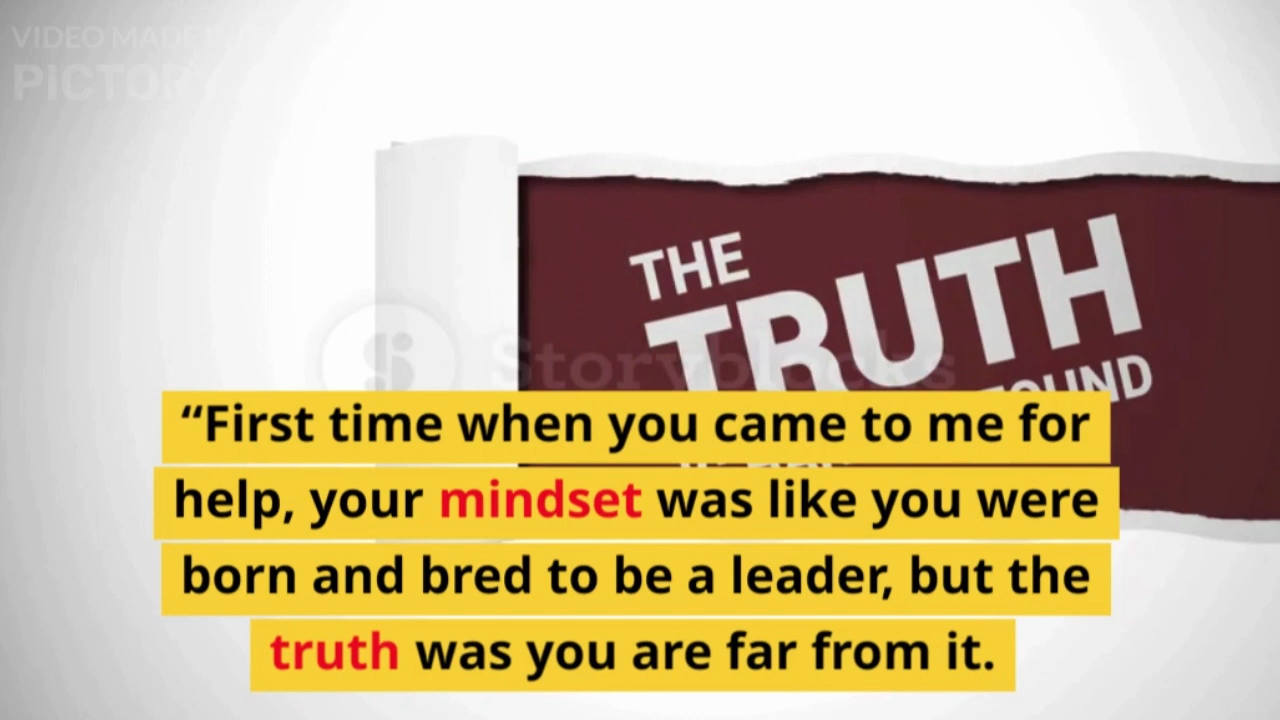 VIDEO MADE
PICTOR
THE
TRUTH
Storyblocks
“First time when you came to me for
help, your mindset was like you were
born and bred to be a leader, but the
truth was you are far from it.